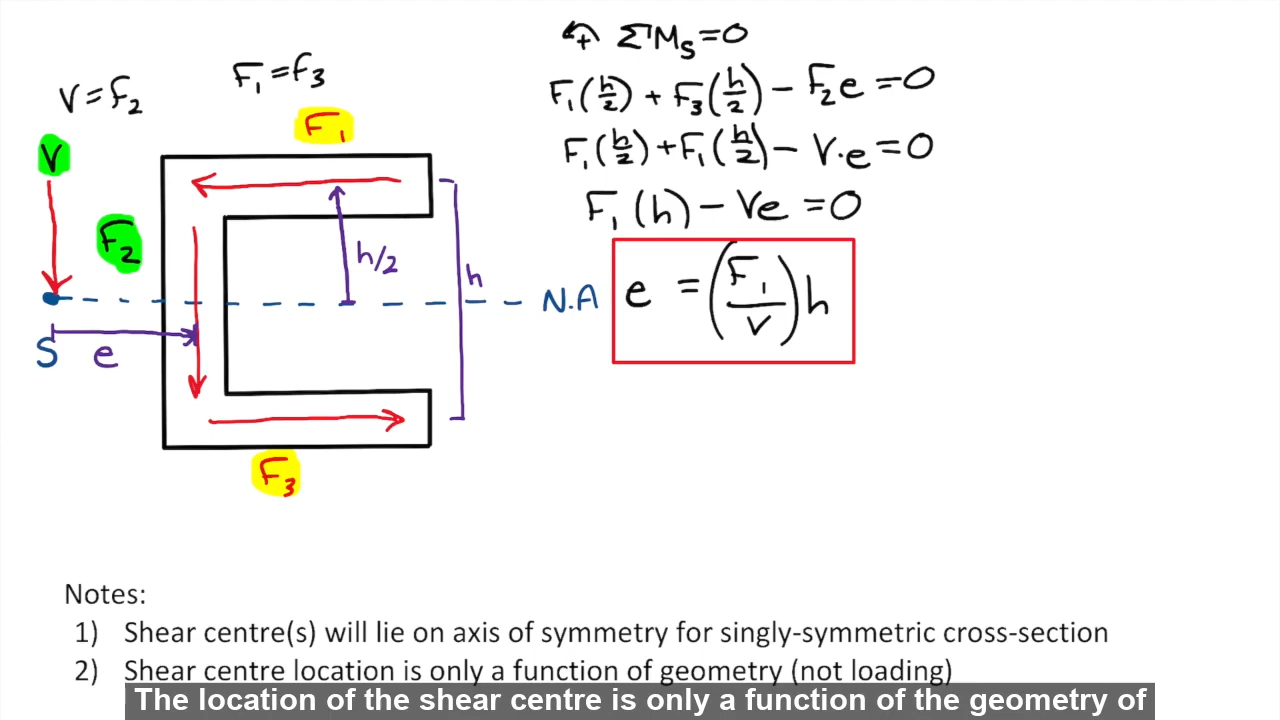 V = F₂
F₁ = F₃
F₁
V
F₂
h/2
h
N.A
S
e
F₃
↶+ ΣM_S = 0
F₁(h/2) + F₃(h/2) − F₂e = 0
F₁(h/2) + F₁(h/2) − V·e = 0
F₁(h) − Ve = 0
e = (F₁/V)h
Notes:
1) Shear centre(s) will lie on axis of symmetry for singly-symmetric cross-section
2) Shear centre location is only a function of geometry (not loading)
The location of the shear centre is only a function of the geometry of